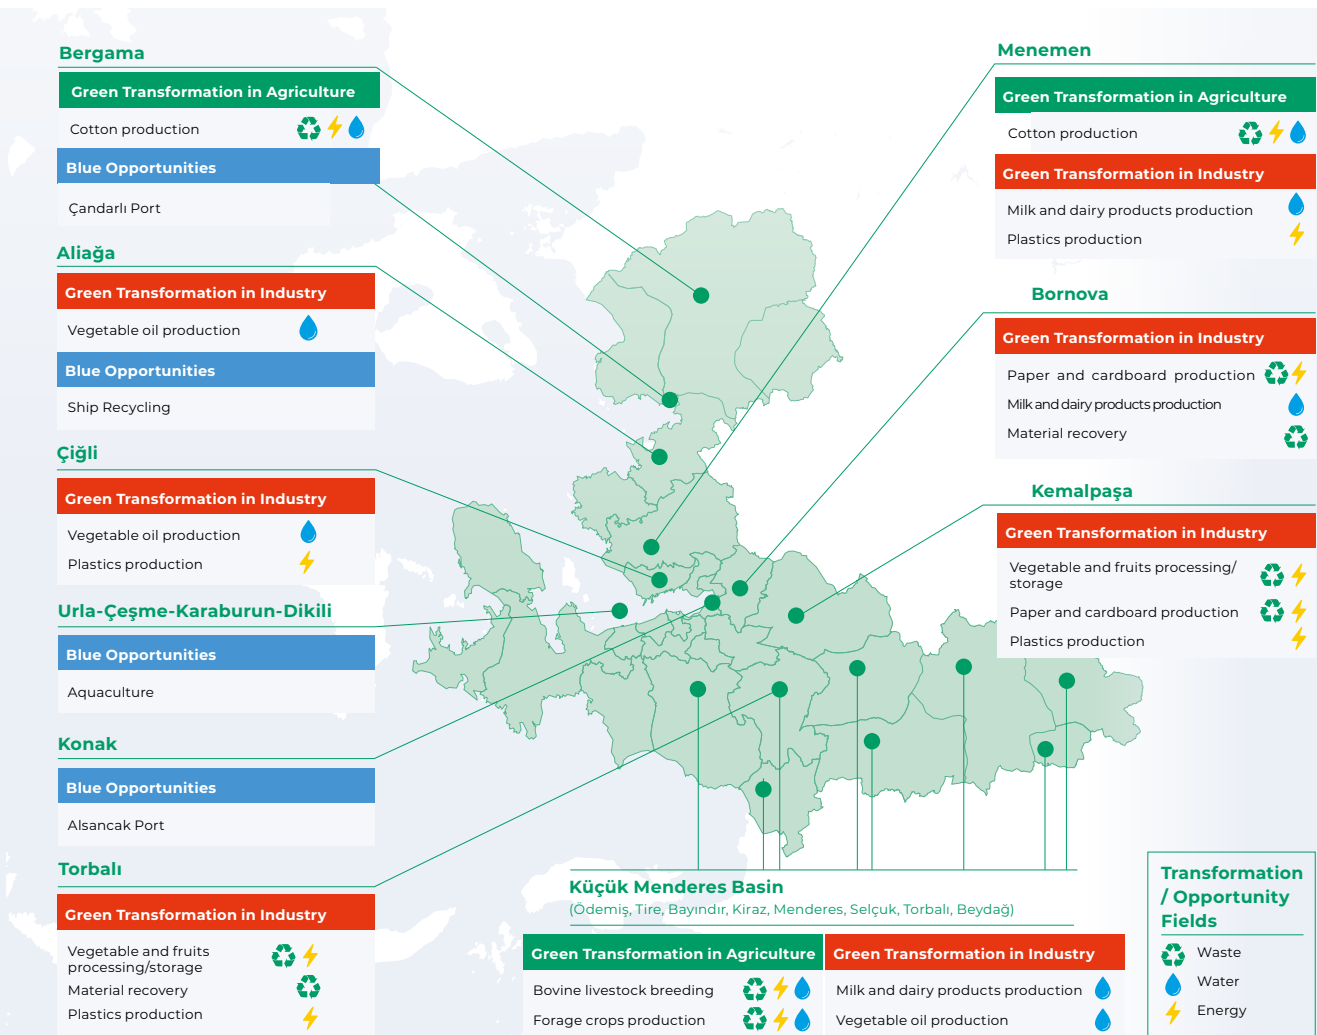 Bergama
Green Transformation in Agriculture
Cotton production
Blue Opportunities
Çandarlı Port
Aliağa
Green Transformation in Industry
Vegetable oil production
Blue Opportunities
Ship Recycling
Çiğli
Green Transformation in Industry
Vegetable oil production
Plastics production
Urla-Çeşme-Karaburun-Dikili
Blue Opportunities
Aquaculture
Konak
Blue Opportunities
Alsancak Port
Torbalı
Green Transformation in Industry
Vegetable and fruits
processing/storage
Material recovery
Plastics production
Menemen
Green Transformation in Agriculture
Cotton production
Green Transformation in Industry
Milk and dairy products production
Plastics production
Bornova
Green Transformation in Industry
Paper and cardboard production
Milk and dairy products production
Material recovery
Kemalpaşa
Green Transformation in Industry
Vegetable and fruits processing/
storage
Paper and cardboard production
Plastics production
Küçük Menderes Basin
(Ödemiş, Tire, Bayındır, Kiraz, Menderes, Selçuk, Torbalı, Beydağ)
Green Transformation in Agriculture
Bovine livestock breeding
Forage crops production
Green Transformation in Industry
Milk and dairy products production
Vegetable oil production
Transformation
/ Opportunity
Fields
Waste
Water
Energy